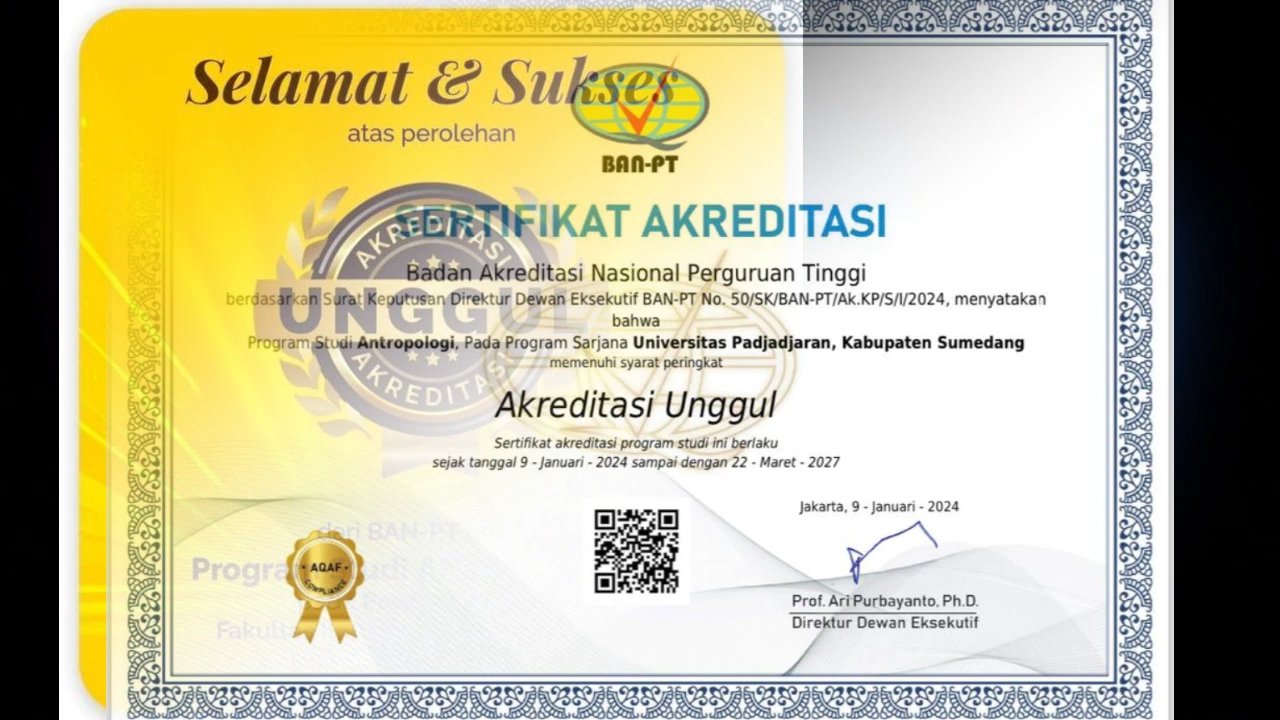 Selamat & Sukses
atas perolehan
BAN-PT
SERTIFIKAT AKREDITASI
AKREDITASI
UNGGUL
AKREDITASI
Badan Akreditasi Nasional Perguruan Tinggi
berdasarkan Surat Keputusan Direktur Dewan Eksekutif BAN-PT No. 50/SK/BAN-PT/Ak.KP/S/I/2024, menyatakan
bahwa
Program Studi Antropologi, Pada Program Sarjana Universitas Padjadjaran, Kabupaten Sumedang
memenuhi syarat peringkat
Akreditasi Unggul
Sertifikat akreditasi program studi ini berlaku
sejak tanggal 9 - Januari - 2024 sampai dengan 22 - Maret - 2027
Jakarta, 9 - Januari - 2024
dari BAN-PT
AQAF
COMPLIANCE
Prof. Ari Purbayanto, Ph.D.
Direktur Dewan Eksekutif